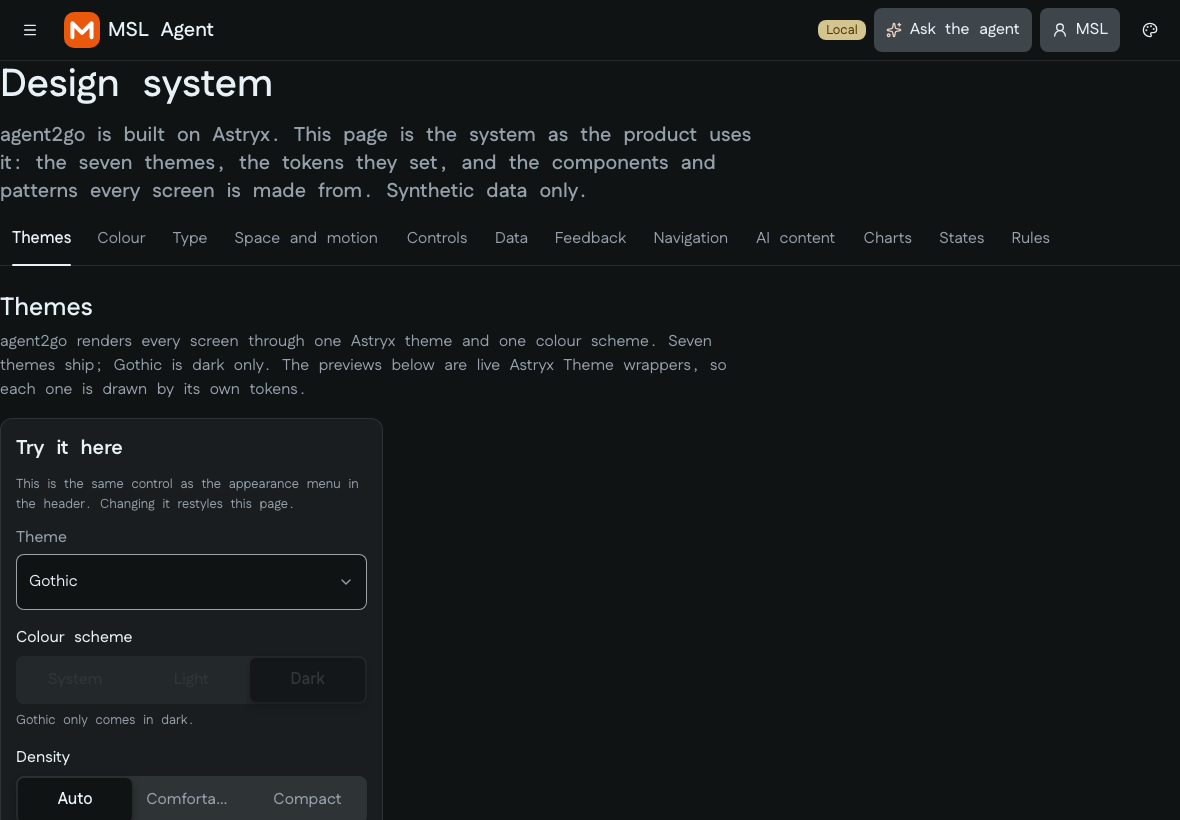 MSL Agent
Local
Ask the agent
MSL
Design system
agent2go is built on Astryx. This page is the system as the product uses
it: the seven themes, the tokens they set, and the components and
patterns every screen is made from. Synthetic data only.
Themes Colour Type Space and motion Controls Data Feedback Navigation AI content Charts States Rules
Themes
agent2go renders every screen through one Astryx theme and one colour scheme. Seven
themes ship; Gothic is dark only. The previews below are live Astryx Theme wrappers, so
each one is drawn by its own tokens.
Try it here
This is the same control as the appearance menu in
the header. Changing it restyles this page.
Theme
Gothic
Colour scheme
System Light Dark
Gothic only comes in dark.
Density
Auto Comforta... Compact